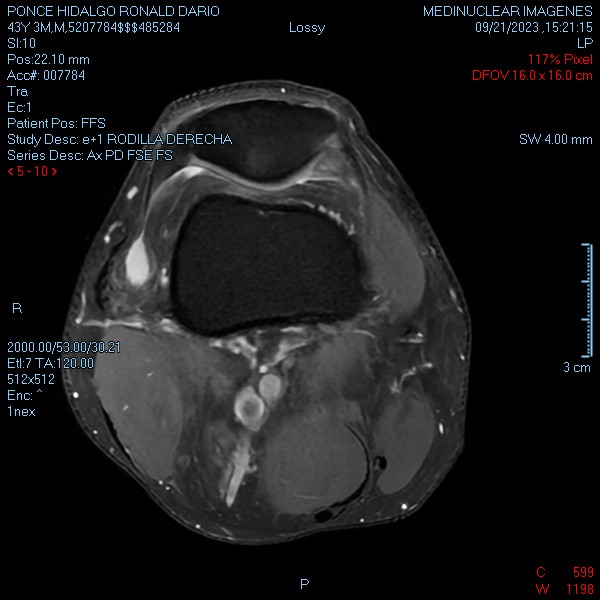 PONCE HIDALGO RONALD DARIO
43Y 3M,M,5207784$$$485284
Sl:10
Pos:22.10 mm
Acc#: 007784
Tra
Ec:1
Patient Pos: FFS
Study Desc: e+1 RODILLA DERECHA
Series Desc: Ax PD FSE FS
< 5 - 10 >
Lossy
MEDINUCLEAR IMAGENES
09/21/2023 ,15:21:15
LP
117% Pixel
DFOV 16.0 x 16.0 cm
SW 4.00 mm
R
2000.00/53.00/30.21
Etl:7 TA:120.00
512x512
Enc: ^
1nex
3 cm
P
C 599
W 1198